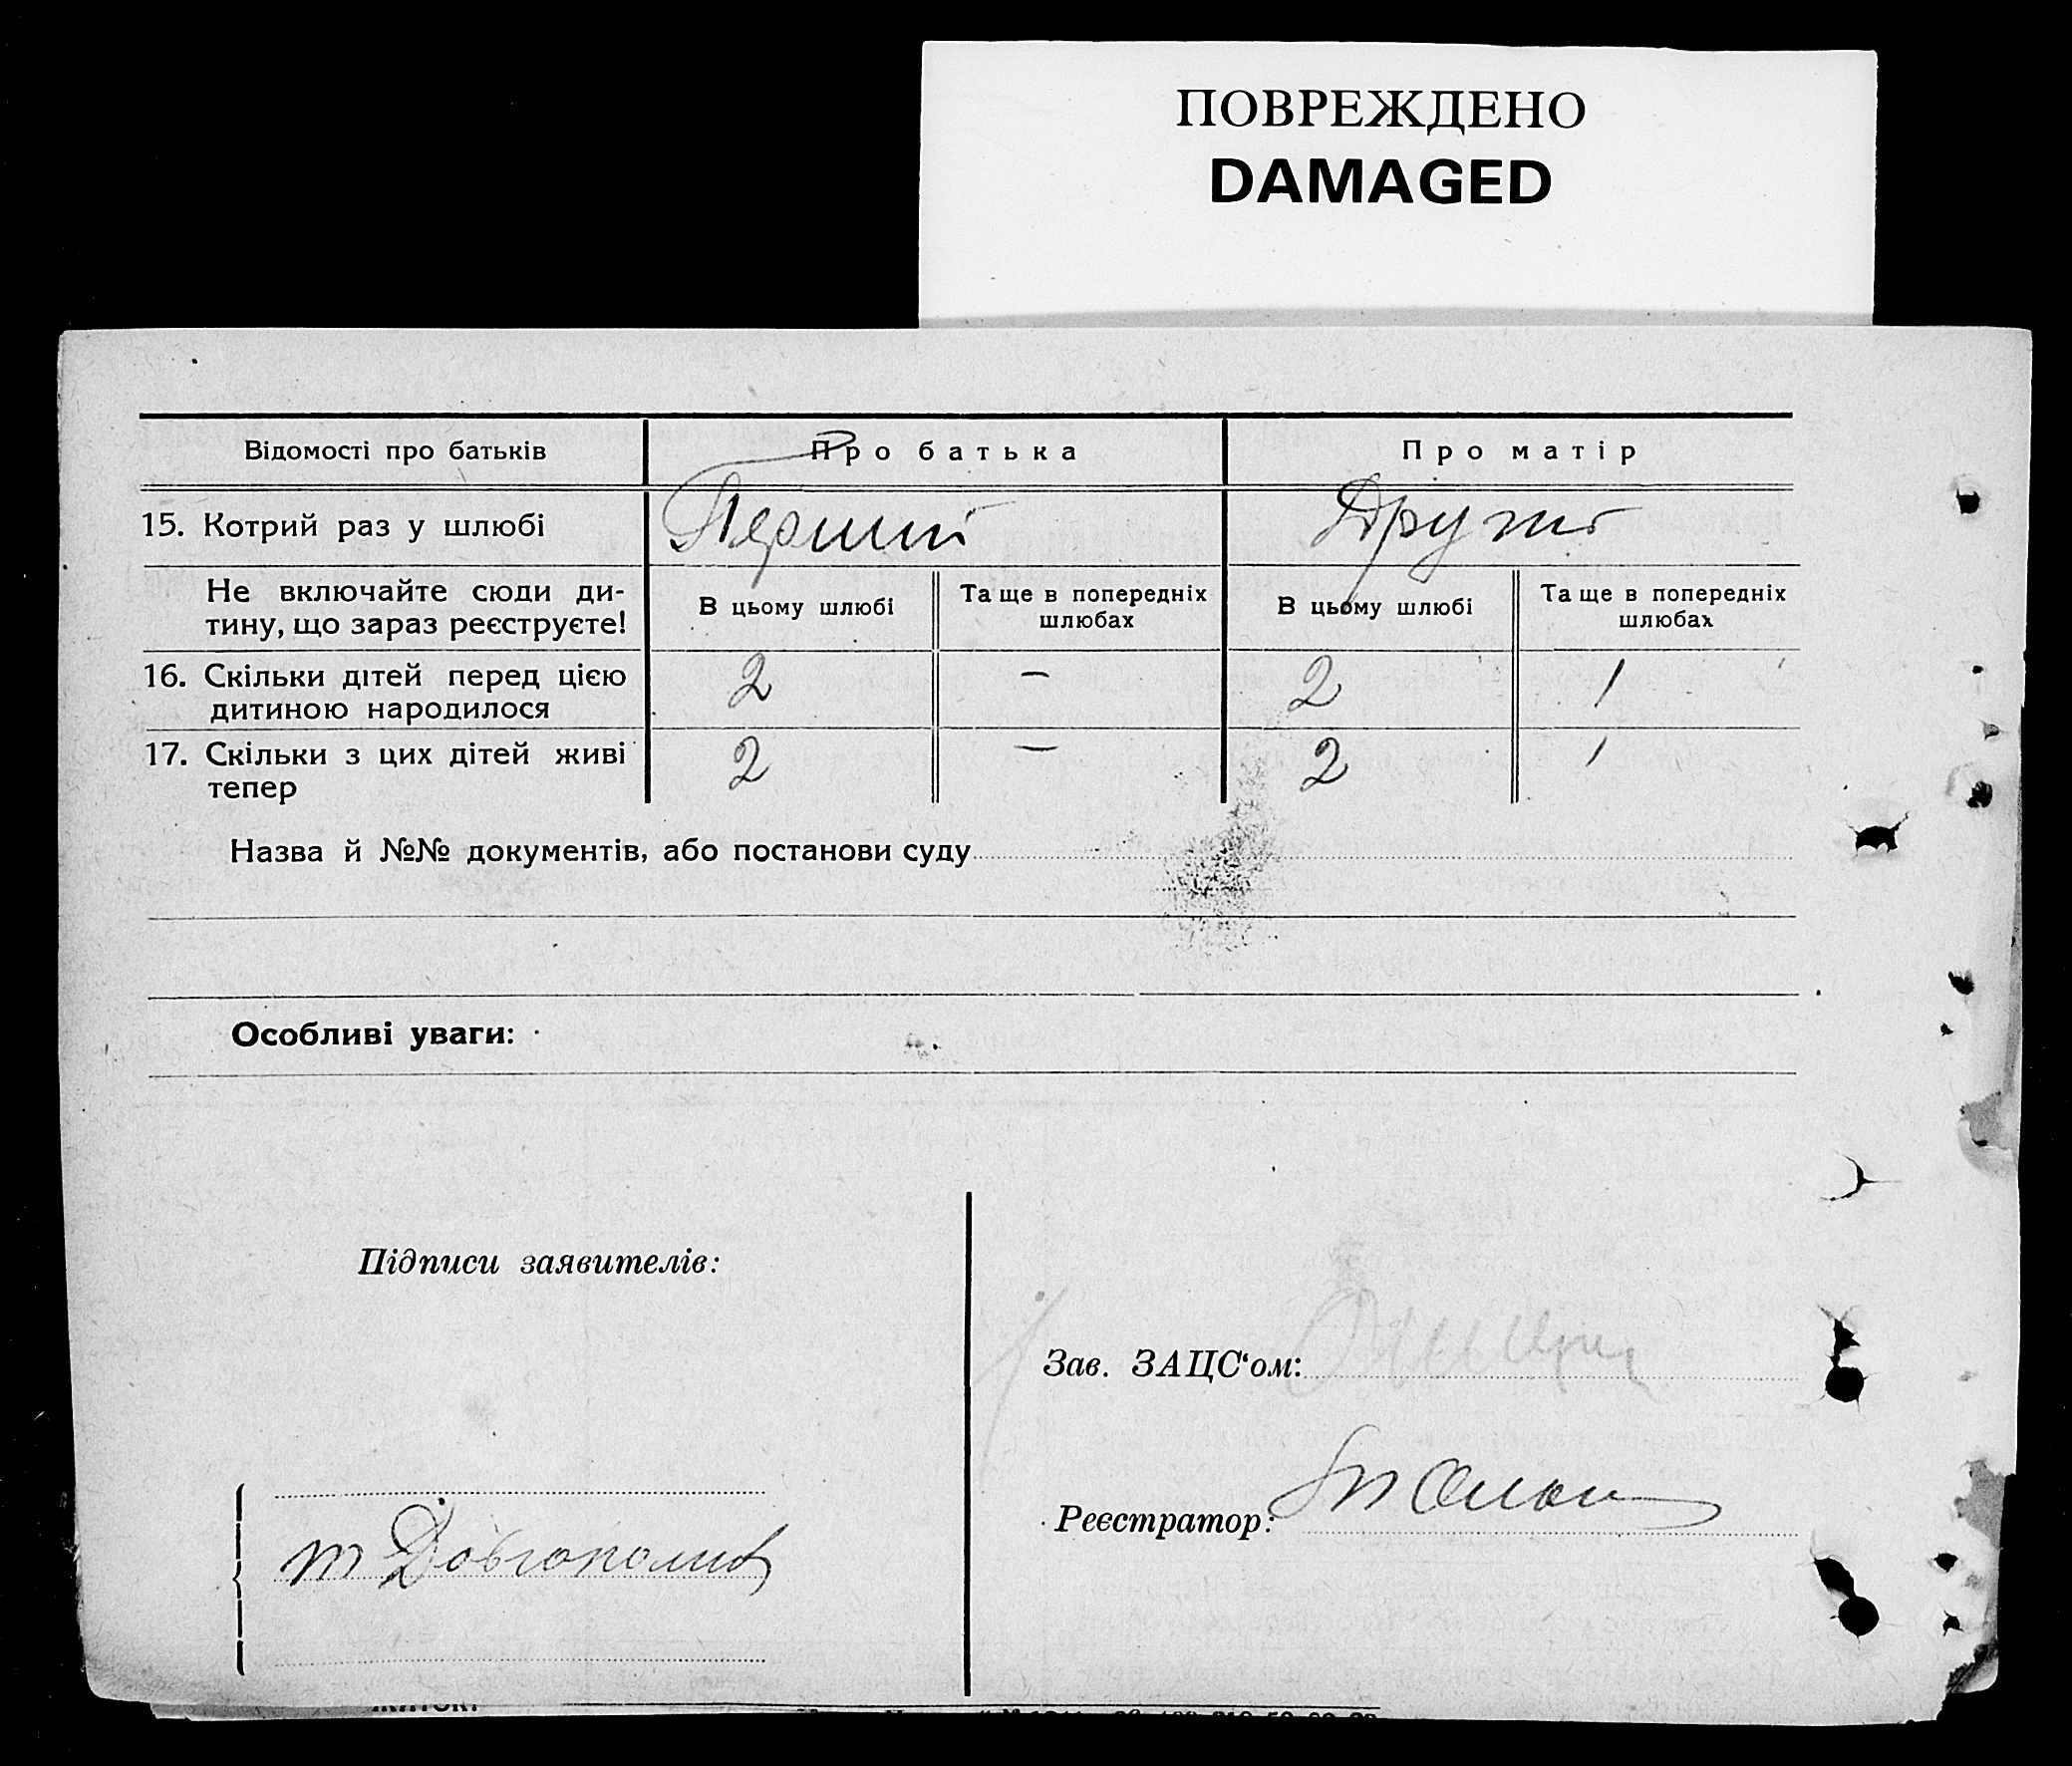 ПОВРЕЖДЕНО
DAMAGED
Відомості про батьків Про батька Про матір
15. Котрий раз у шлюбі Перший
Не включайте сюди ди-
тину, що зараз реєструєте!
В цьому шлюбі Та ще в попередніх шлюбах В цьому шлюбі Та ще в попередніх шлюбах
16. Скільки дітей перед цією дитиною народилося 2 — 2 1
17. Скільки з цих дітей живі тепер 2 — 2 1
Назва й №№ документів, або постанови суду
Особливі уваги:
Підписи заявителів:
Зав. ЗАЦС‘ом:
Реєстратор: